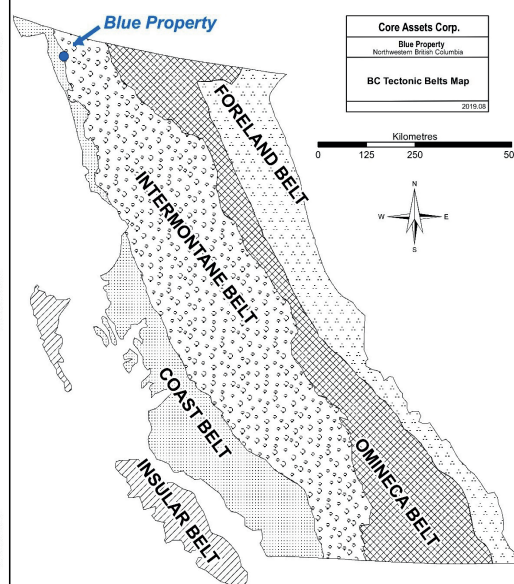 Blue Property
Core Assets Corp.
Blue Property
Northwestern British Columbia
BC Tectonic Belts Map
2019.08
Kilometres
0 125 250 50
N
W E
S
FORELAND BELT
INTERMONTANE BELT
COAST BELT
OMINECA BELT
INSULAR BELT